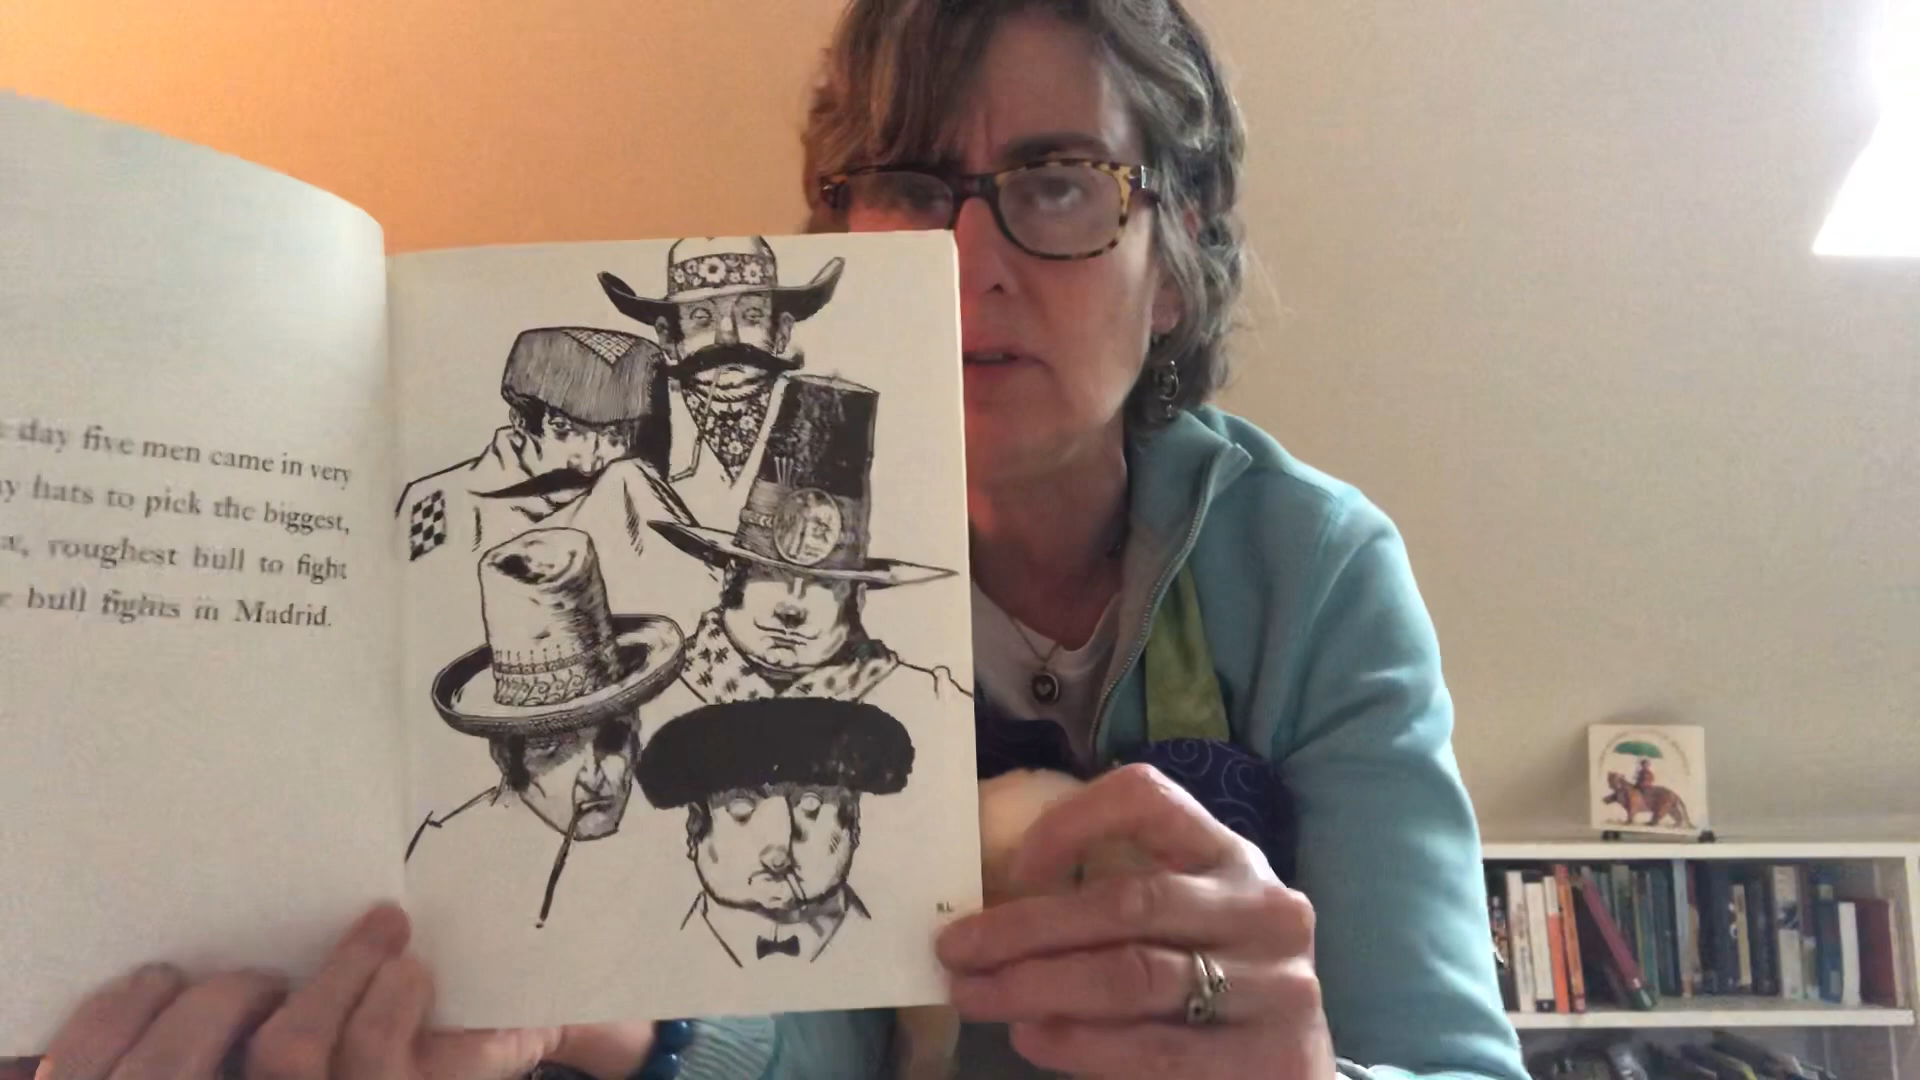 day five men came in very
hats to pick the biggest,
roughest bull to fight
bull fights in Madrid.
RL